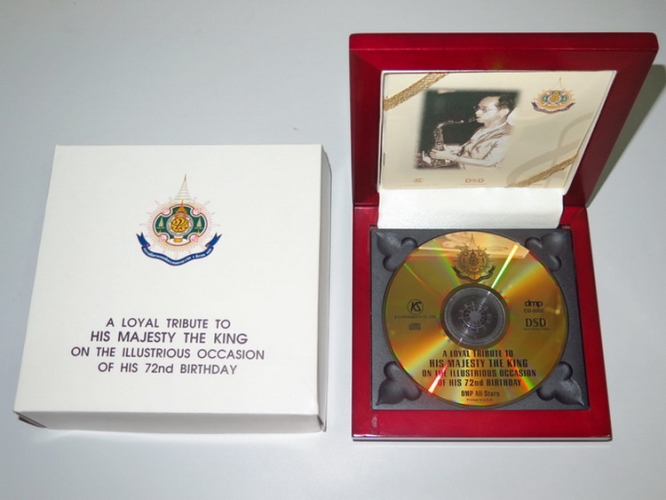 A LOYAL TRIBUTE TO
HIS MAJESTY THE KING
ON THE ILLUSTRIOUS OCCASION
OF HIS 72nd BIRTHDAY
KS
DSD
KS
dmp
DSD
A LOYAL TRIBUTE TO
HIS MAJESTY THE KING
ON THE ILLUSTRIOUS OCCASION
OF HIS 72nd BIRTHDAY
DMP All-Stars